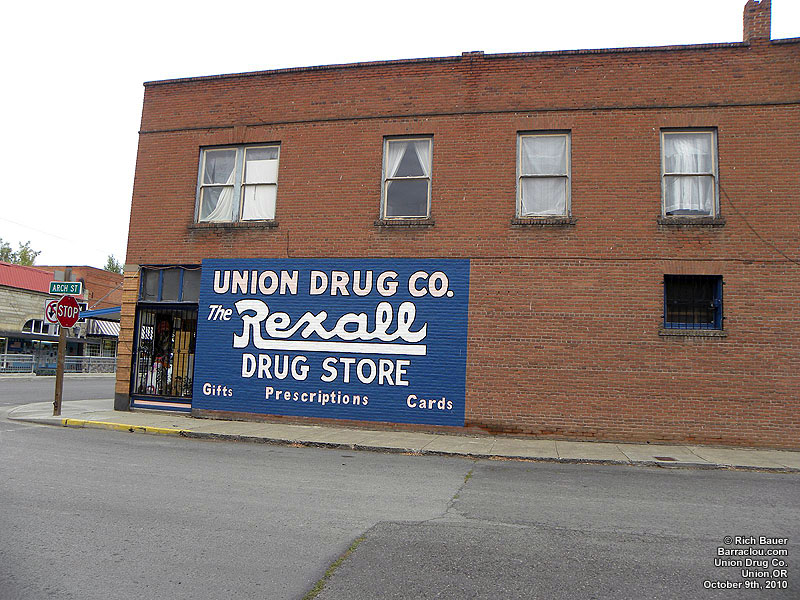 UNION DRUG CO.
The Rexall
DRUG STORE
Gifts Prescriptions Cards
ARCH ST
STOP
© Rich Bauer
Barraclou.com
Union Drug Co.
Union,OR
October 9th, 2010